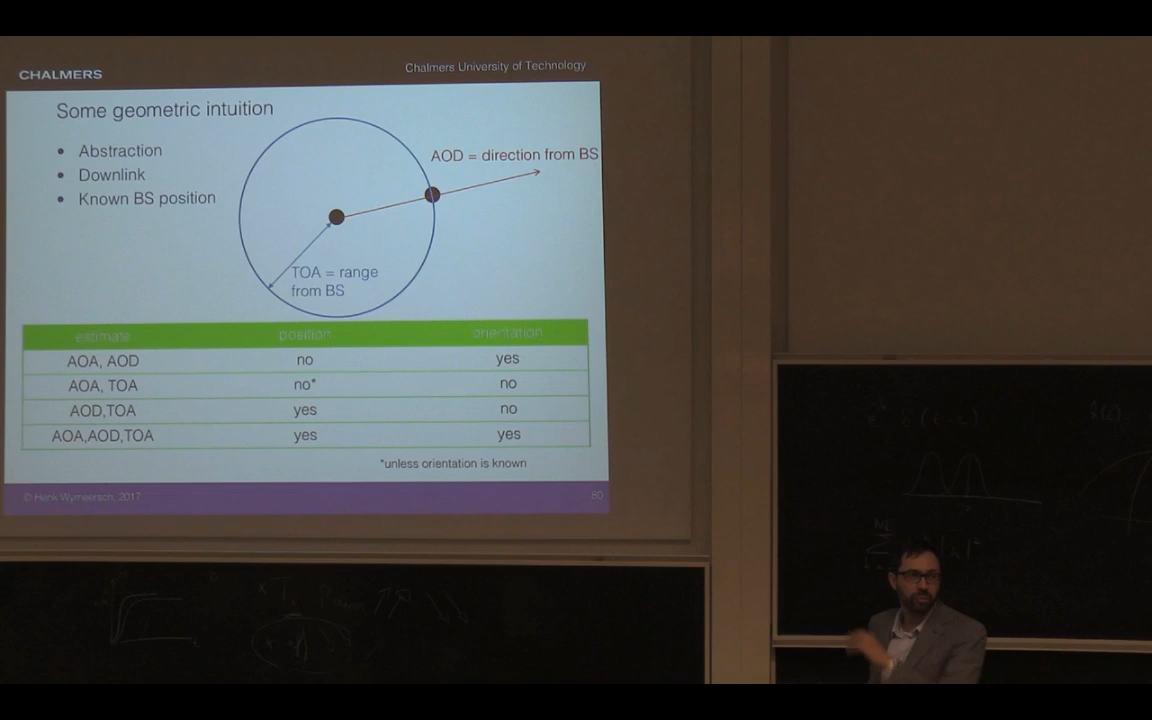 CHALMERS
Chalmers University of Technology
Some geometric intuition
• Abstraction
• Downlink
• Known BS position
AOD = direction from BS
TOA = range
from BS
estimate position orientation
AOA, AOD no yes
AOA, TOA no* no
AOD,TOA yes no
AOA,AOD,TOA yes yes
*unless orientation is known
© Henk Wymeersch, 2017
80